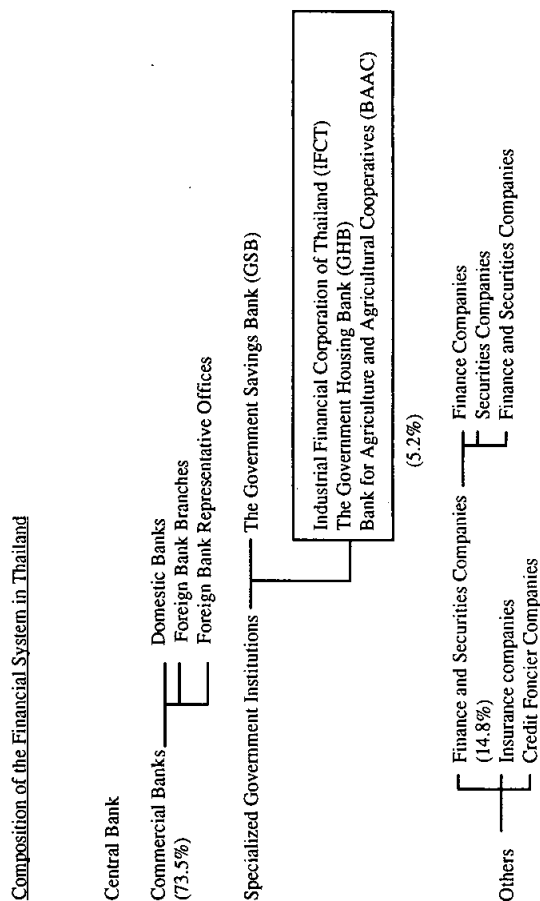 Composition of the Financial System in Thailand
Central Bank
Commercial Banks
(73.5%)
Domestic Banks
Foreign Bank Branches
Foreign Bank Representative Offices
Specialized Government Institutions
The Government Savings Bank (GSB)
Industrial Financial Corporation of Thailand (IFCT)
The Government Housing Bank (GHB)
Bank for Agriculture and Agricultural Cooperatives (BAAC)
(5.2%)
Others
Finance and Securities Companies
(14.8%)
Insurance companies
Credit Foncier Companies
Finance Companies
Securities Companies
Finance and Securities Companies